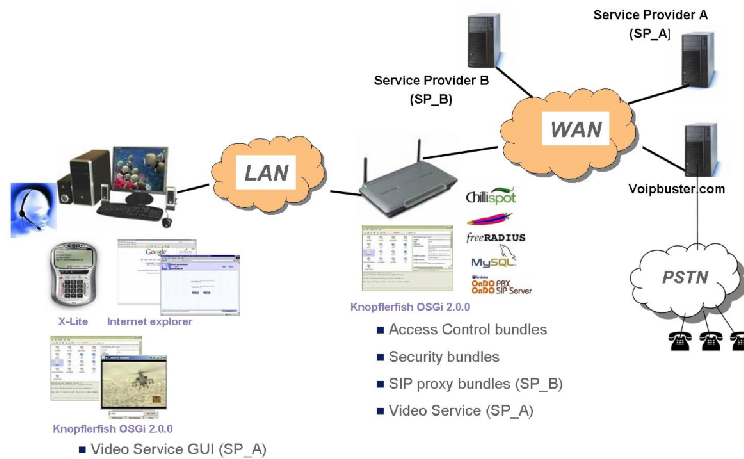 Service Provider A
(SP_A)
Service Provider B
(SP_B)
WAN
LAN
Voipbuster.com
Chillispot
freeRADIUS
MySQL
OnDO PBX
OnDO SIP Server
PSTN
Google
X-Lite
Internet explorer
Knopflerfish OSGi 2.0.0
Access Control bundles
Security bundles
SIP proxy bundles (SP_B)
Video Service (SP_A)
Knopflerfish OSGi 2.0.0
Video Service GUI (SP_A)